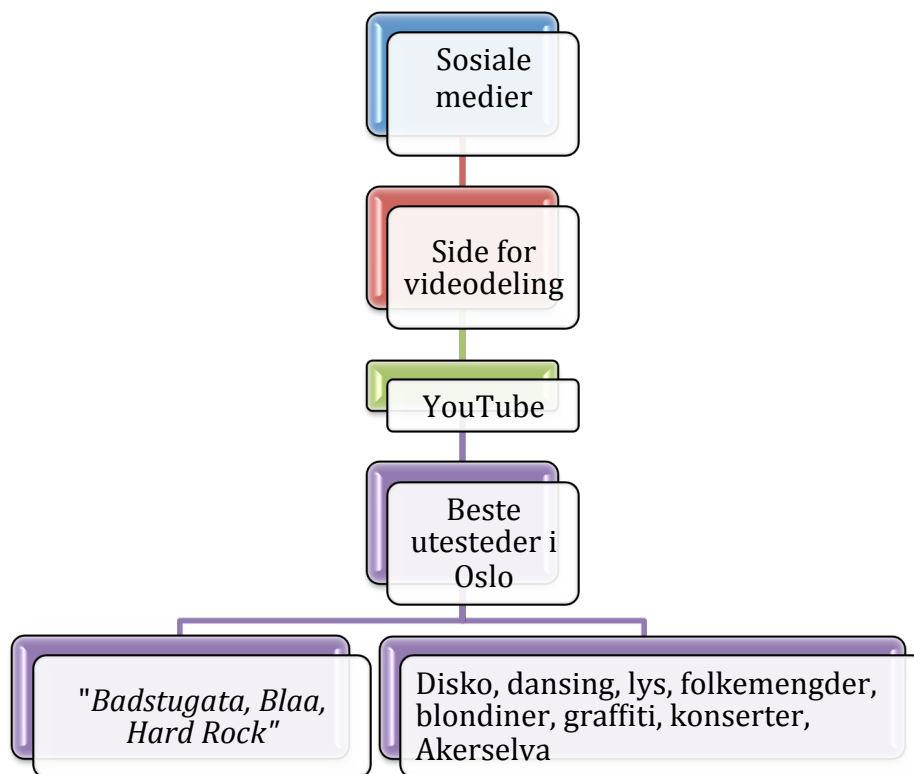 Sosiale
medier
Side for
videodeling
YouTube
Beste
utesteder i
Oslo
"Badstugata, Blaa,
Hard Rock"
Disko, dansing, lys, folkemengder,
blondiner, graffiti, konserter,
Akerselva